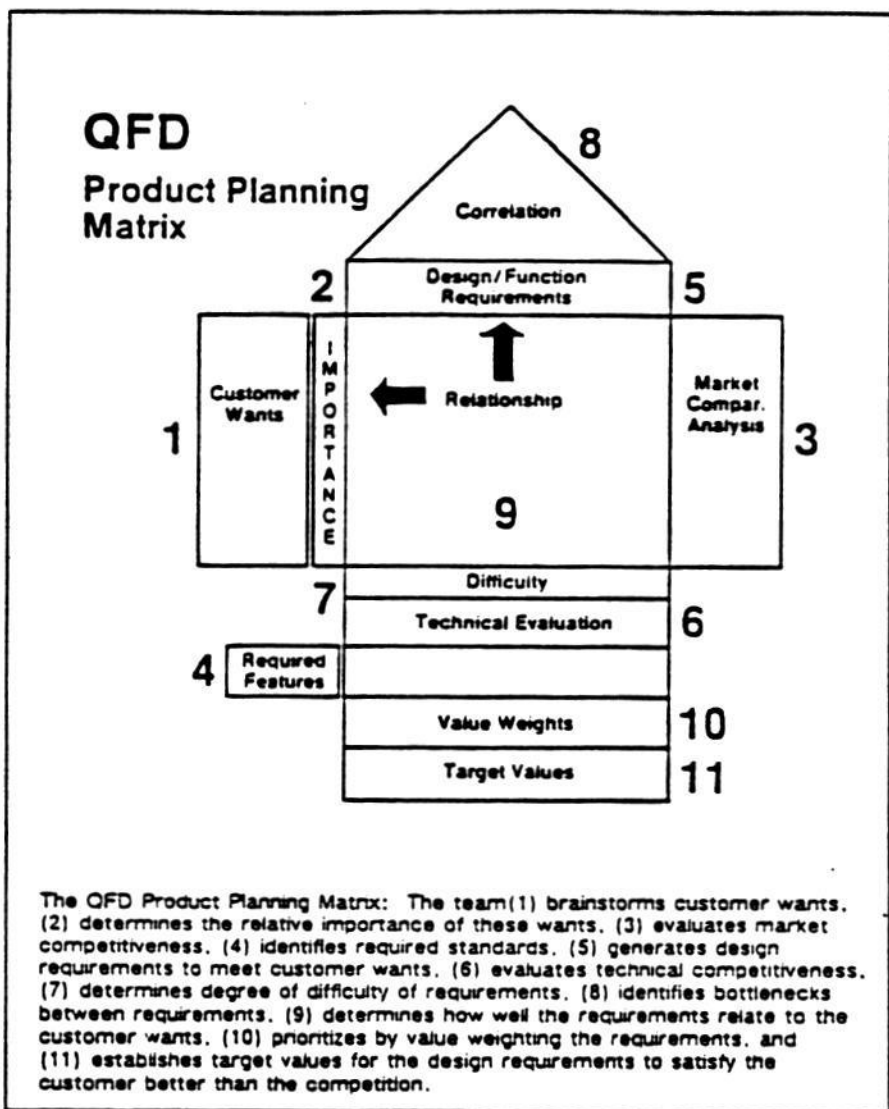 QFD
Product Planning
Matrix
8
Correlation
2
Design/Function
Requirements
5
1
Customer
Wants
IMPORTANCE
Relationship
Market
Compar.
Analysis
3
9
7
Difficulty
Technical Evaluation
6
4
Required
Features
Value Weights
10
Target Values
11
The QFD Product Planning Matrix: The team(1) brainstorms customer wants,
(2) determines the relative importance of these wants, (3) evaluates market
competitiveness, (4) identifies required standards, (5) generates design
requirements to meet customer wants, (6) evaluates technical competitiveness,
(7) determines degree of difficulty of requirements, (8) identifies bottlenecks
between requirements, (9) determines how well the requirements relate to the
customer wants, (10) prioritizes by value weighting the requirements, and
(11) establishes target values for the design requirements to satisfy the
customer better than the competition.